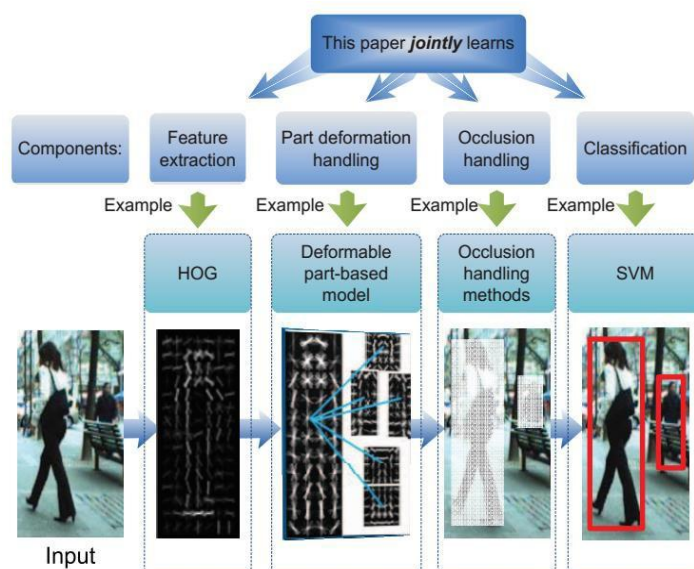 This paper jointly learns
Components:
Feature
extraction
Part deformation
handling
Occlusion
handling
Classification
Example
Example
Example
Example
HOG
Deformable
part-based
model
Occlusion
handling
methods
SVM
Input